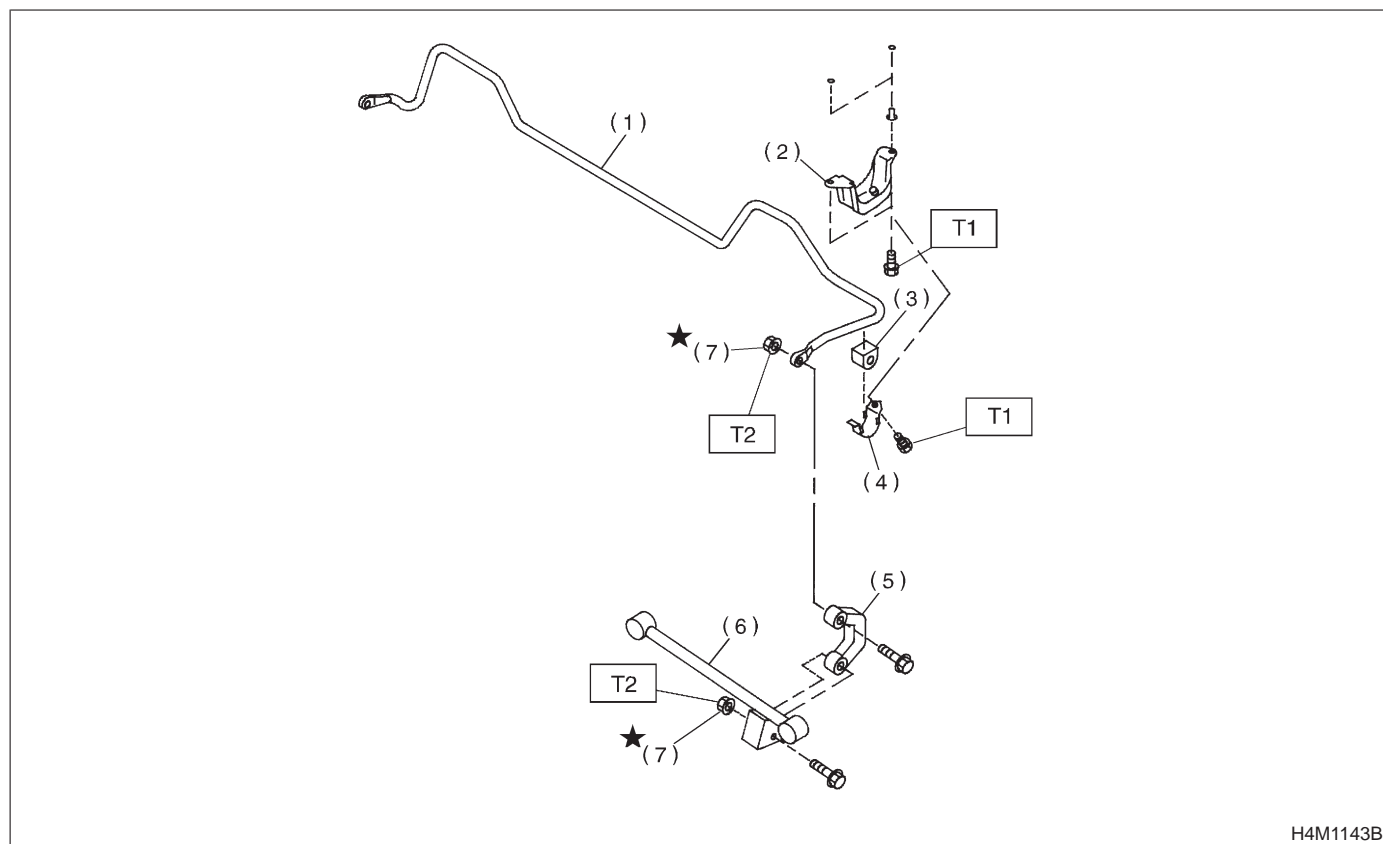 (1)
(2)
T1
(3)
★
(7)
T2
T1
(4)
(5)
(6)
T2
★
(7)
H4M1143B